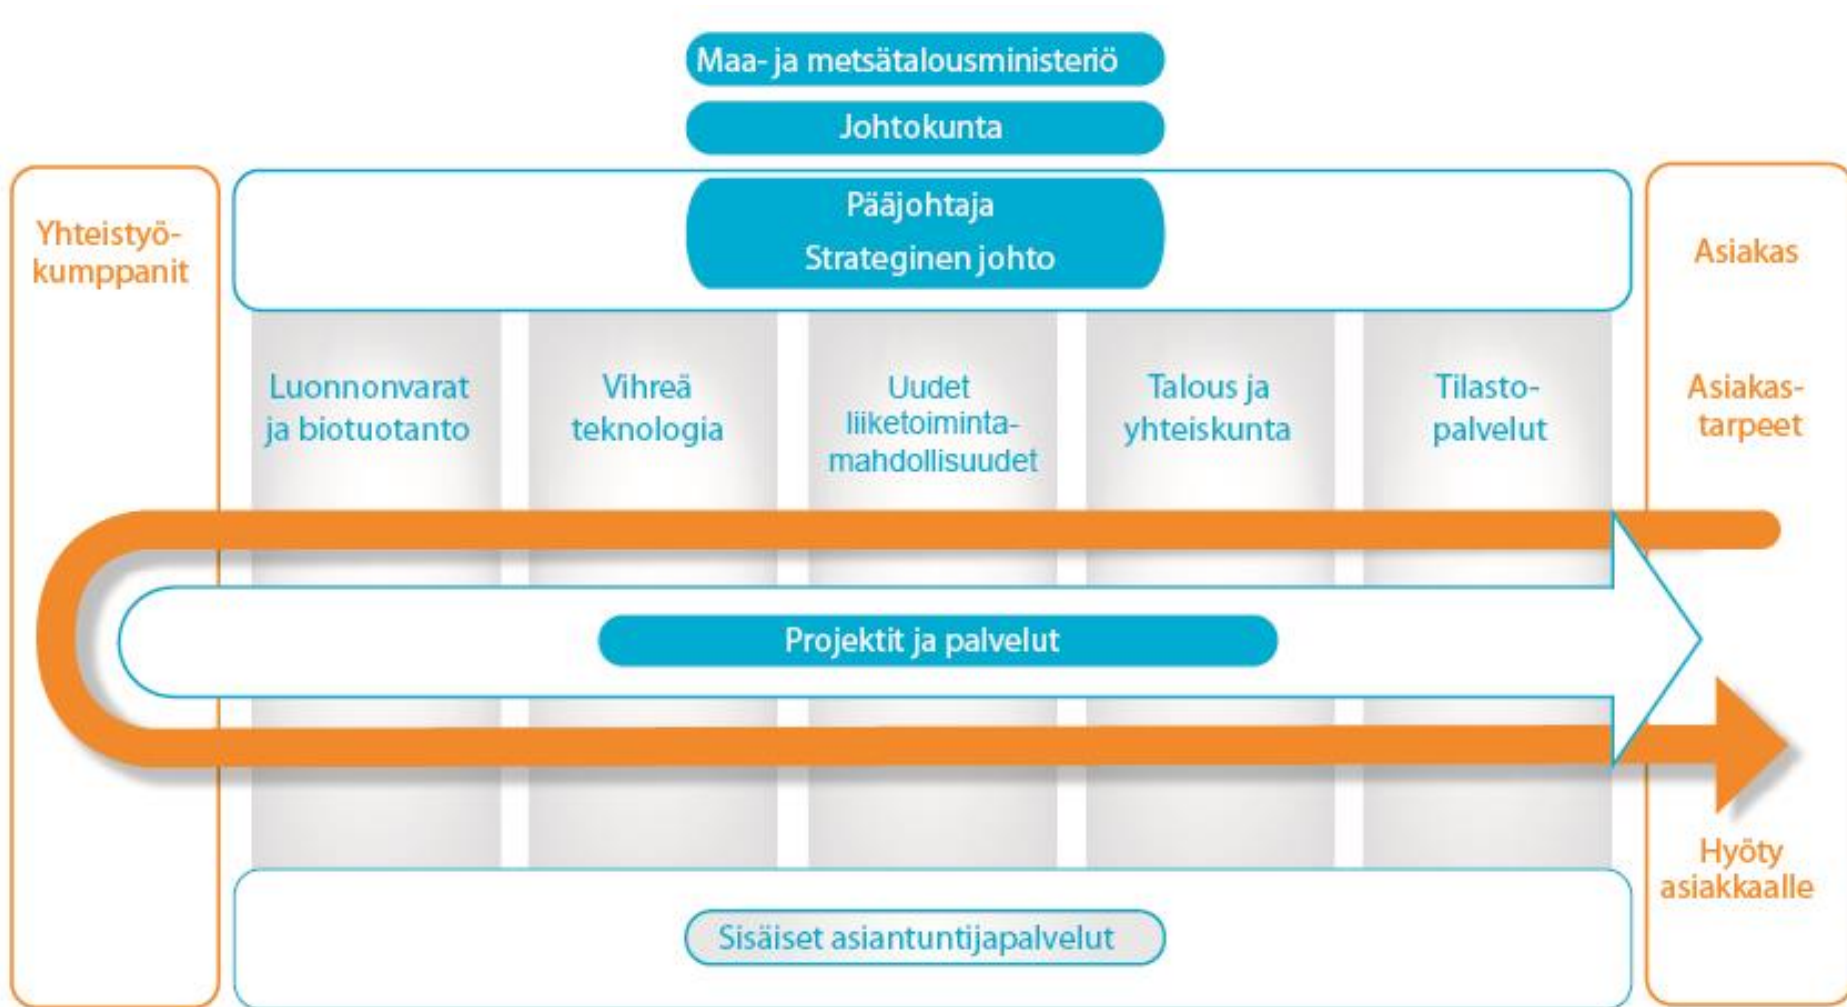 Maa- ja metsätalousministeriö
Johtokunta
Pääjohtaja
Strateginen johto
Yhteistyö-
kumppanit
Asiakas
Luonnonvarat
ja biotuotanto
Vihreä
teknologia
Uudet
liiketoiminta-
mahdollisuudet
Talous ja
yhteiskunta
Tilasto-
palvelut
Asiakas-
tarpeet
Projektit ja palvelut
Hyöty
asiakkaalle
Sisäiset asiantuntijapalvelut